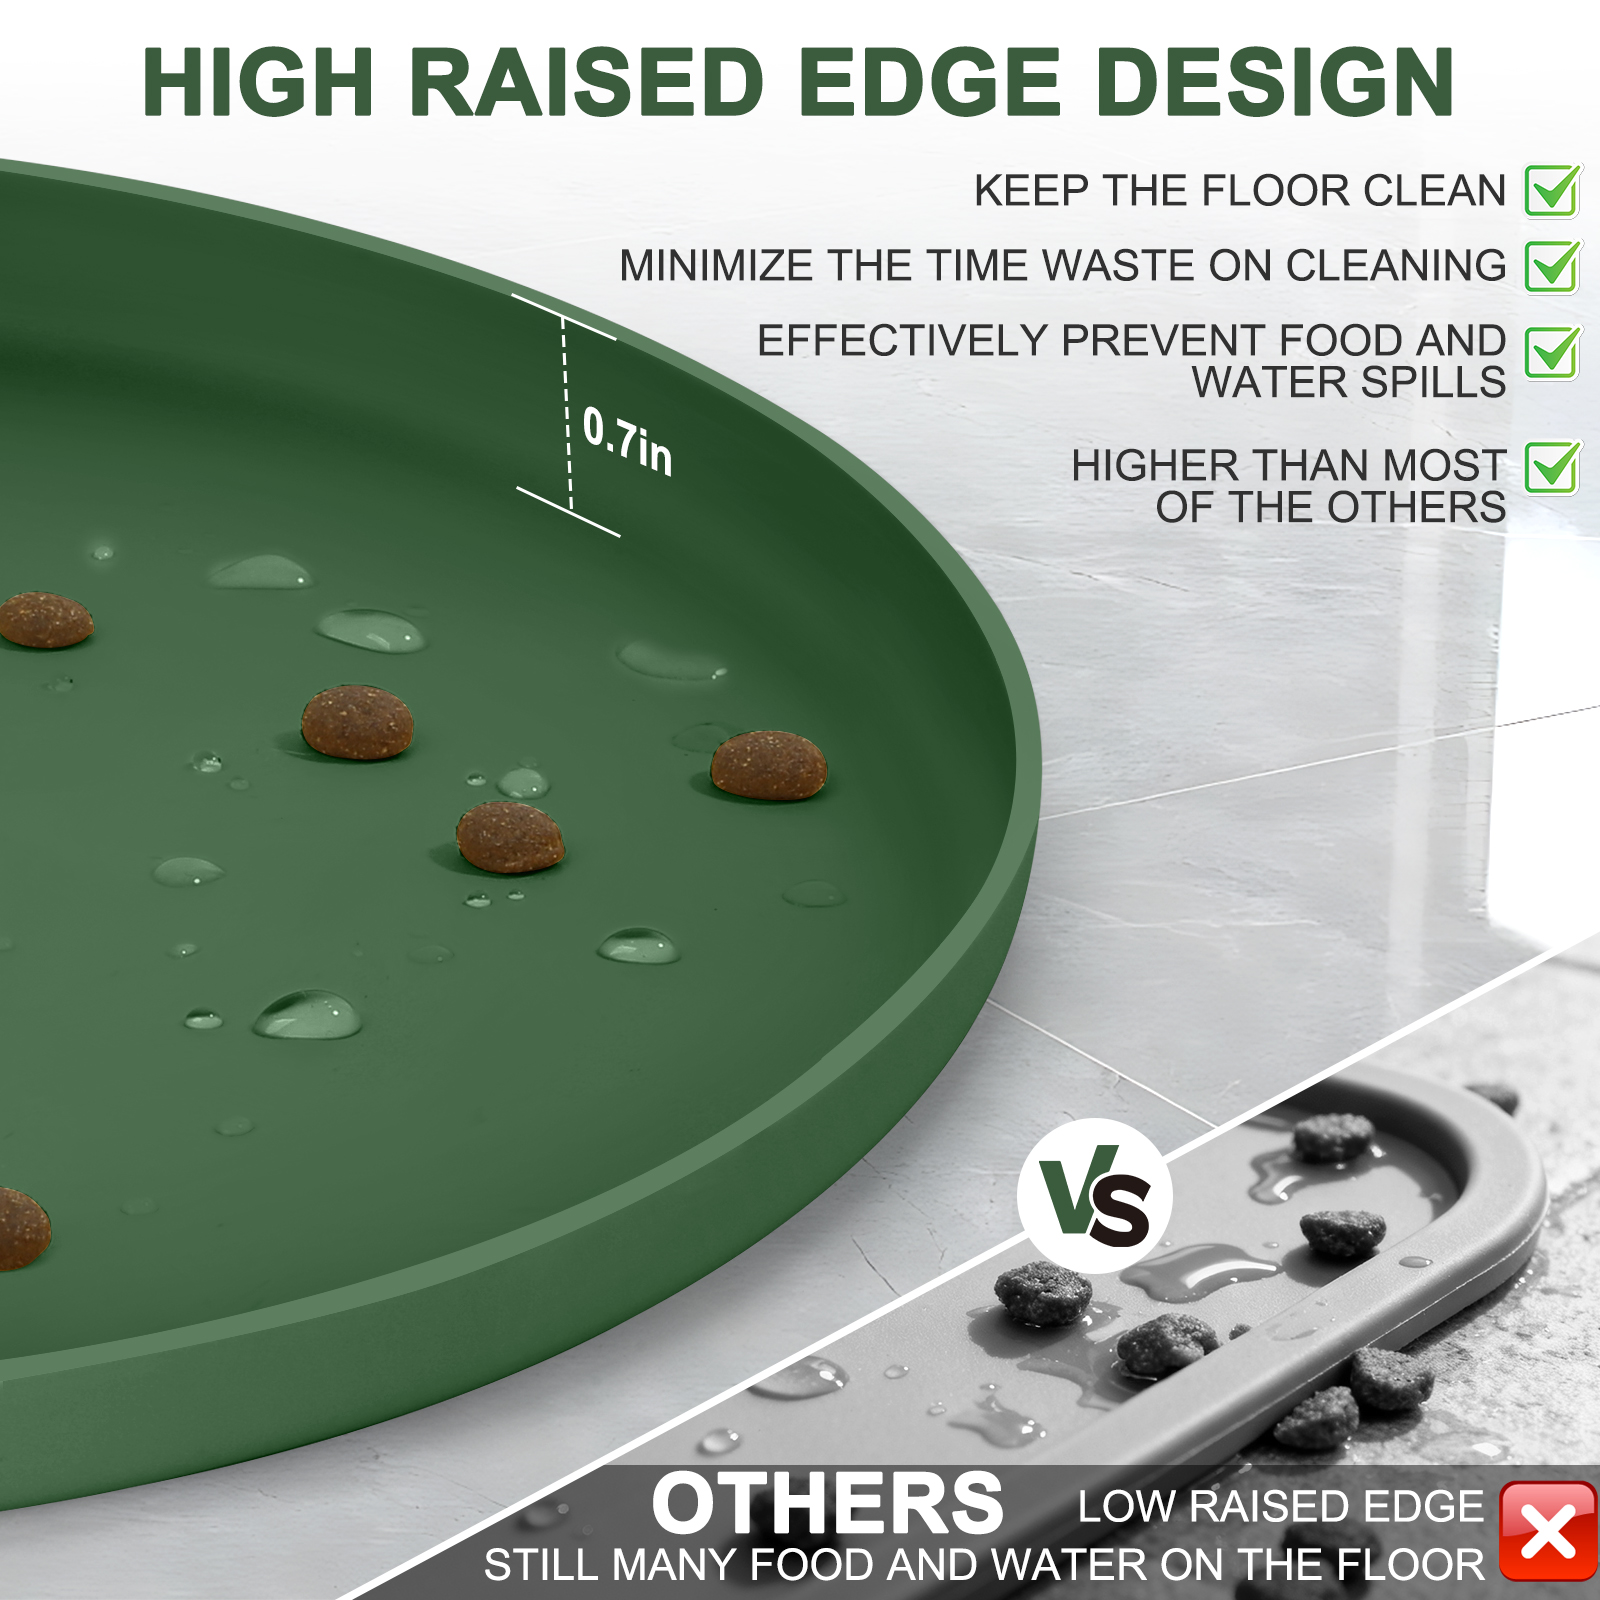 HIGH RAISED EDGE DESIGN
KEEP THE FLOOR CLEAN
MINIMIZE THE TIME WASTE ON CLEANING
EFFECTIVELY PREVENT FOOD AND
WATER SPILLS
HIGHER THAN MOST
OF THE OTHERS
0.7in
VS
OTHERS
LOW RAISED EDGE
STILL MANY FOOD AND WATER ON THE FLOOR